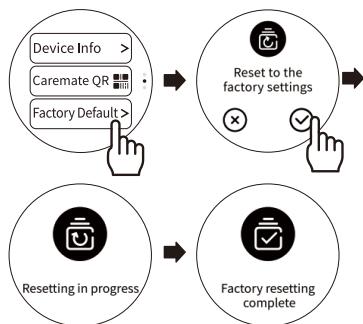 Device Info >
Caremate QR
Factory Default >
Reset to the
factory settings
Resetting in progress
Factory resetting
complete